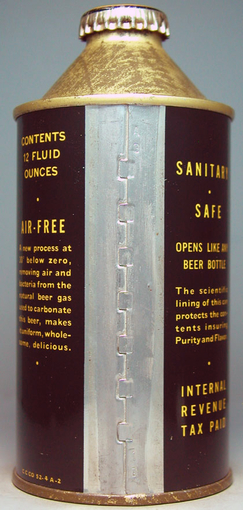 CONTENTS
12 FLUID
OUNCES
AIR-FREE
A new process at
below zero,
removing air and
bacteria from the
natural beer gas
used to carbonate
this beer, makes
uniform, whole-
some, delicious.
SANITARY
SAFE
OPENS LIKE ANY
BEER BOTTLE
The scientific
lining of this can
protects the con-
tents insuring
Purity and Flavor
INTERNAL
REVENUE
TAX PAID